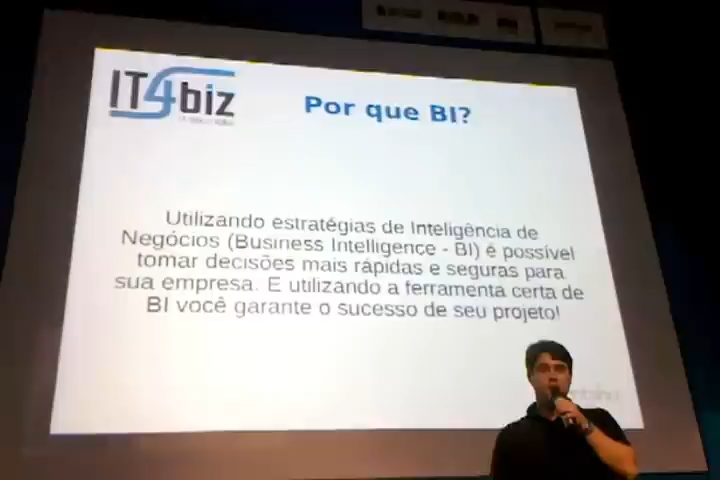 IT4biz
Por que BI?
Utilizando estratégias de Inteligência de
Negócios (Business Intelligence - BI) é possível
tomar decisões mais rápidas e seguras para
sua empresa. E utilizando a ferramenta certa de
BI você garante o sucesso de seu projeto!